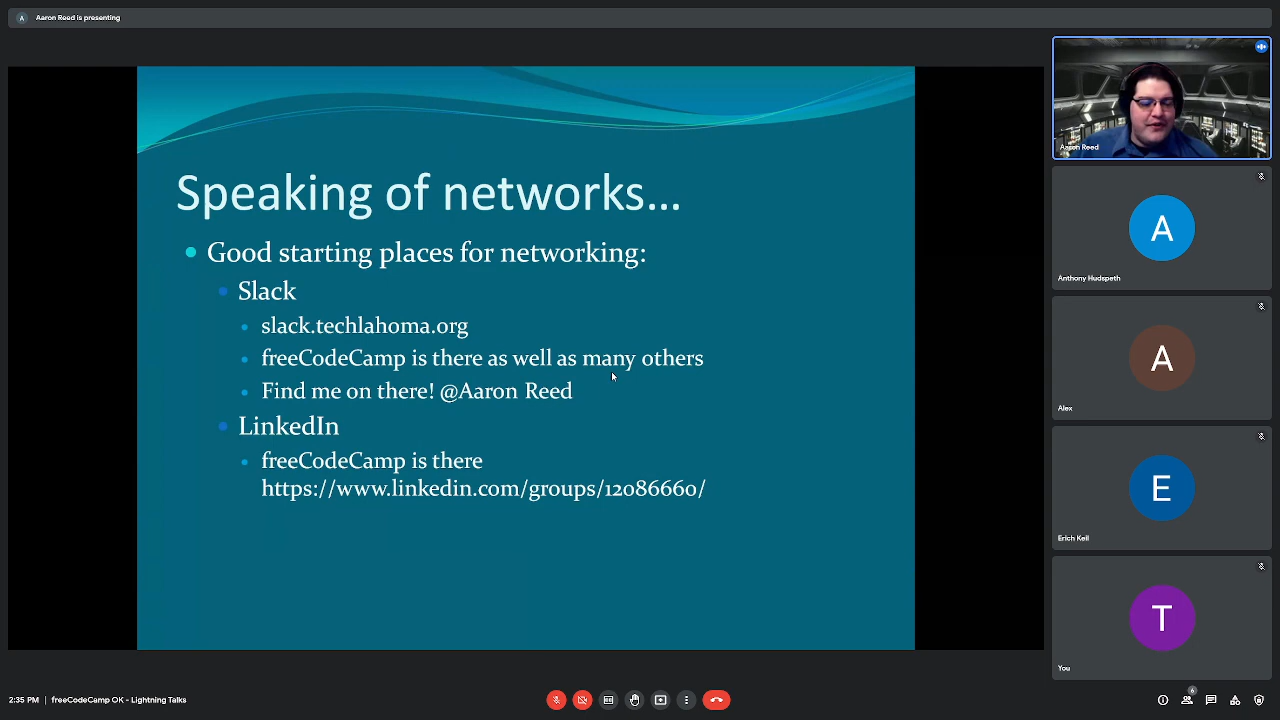 A Aaron Reed is presenting
Speaking of networks...
Good starting places for networking:
Slack
slack.techlahoma.org
freeCodeCamp is there as well as many others
Find me on there! @Aaron Reed
LinkedIn
freeCodeCamp is there
https://www.linkedin.com/groups/12086660/
Aaron Reed
A
Anthony Hudspeth
A
Alex
E
Erich Kell
T
You
2:35 PM | freeCodeCamp OK - Lightning Talks
6